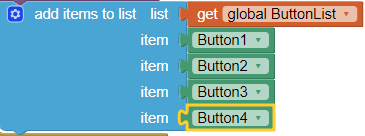 add items to list list get global ButtonList
item Button1
item Button2
item Button3
item Button4